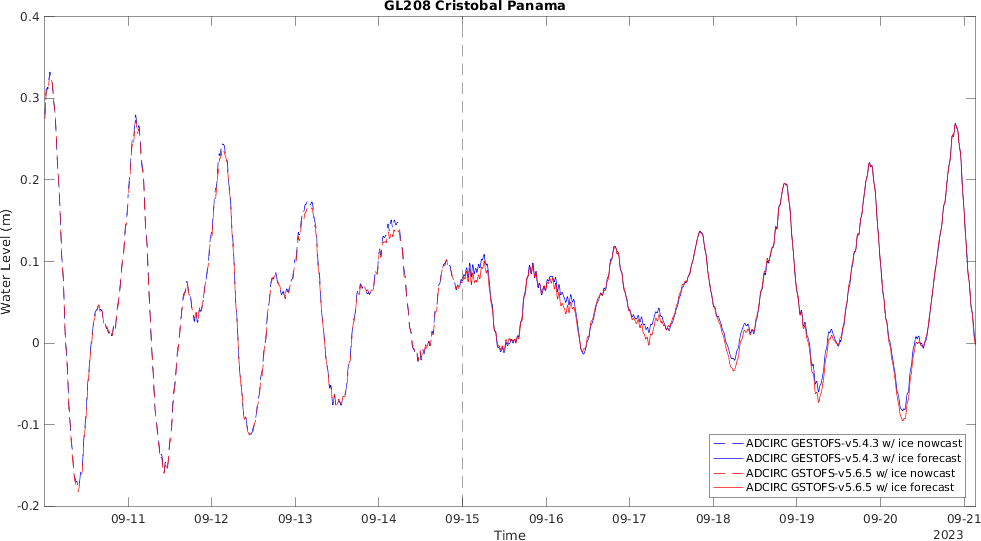 GL208 Cristobal Panama
0.4
0.3
0.2
0.1
0
-0.1
-0.2
Water Level (m)
09-11
09-12
09-13
09-14
09-15
09-16
09-17
09-18
09-19
09-20
09-21
Time
2023
ADCIRC GESTOFS-v5.4.3 w/ ice nowcast
ADCIRC GESTOFS-v5.4.3 w/ ice forecast
ADCIRC GSTOFS-v5.6.5 w/ ice nowcast
ADCIRC GSTOFS-v5.6.5 w/ ice forecast